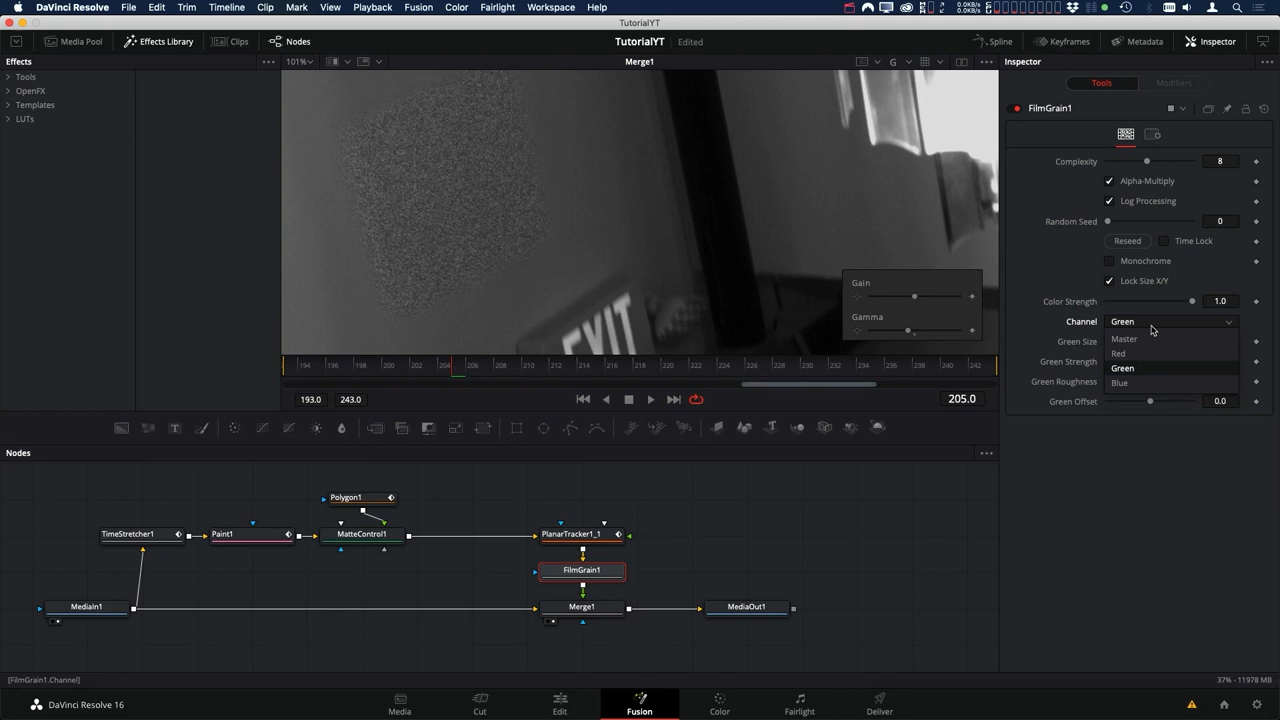 DaVinci Resolve File Edit Trim Timeline Clip Mark View Playback Fusion Color Fairlight Workspace Help
0.0KB/s
0.0KB/s
TutorialYT
Media Pool Effects Library Clips Nodes TutorialYT Edited Spline Keyframes Metadata Inspector
Effects 101% Merge1 G Inspector
Tools
OpenFX
Templates
LUTs
EXIT
Gain
Gamma
194 196 198 200 202 204 206 208 210 212 214 216 218 220 222 224 226 228 230 232 234 236 238 240 242
193.0 243.0 205.0
Tools Modifiers
FilmGrain1
Complexity 8
Alpha-Multiply
Log Processing
Random Seed 0
Reseed Time Lock
Monochrome
Lock Size X/Y
Color Strength 1.0
Channel Green
Green Size Master
Red
Green Strength Green
Green Roughness Blue
Green Offset 0.0
Nodes
Polygon1
TimeStretcher1 Paint1 MatteControl1 PlanarTracker1_1
FilmGrain1
MediaIn1 Merge1 MediaOut1
[FilmGrain1.Channel] 37% - 11978 MB
DaVinci Resolve 16 Media Cut Edit Fusion Color Fairlight Deliver